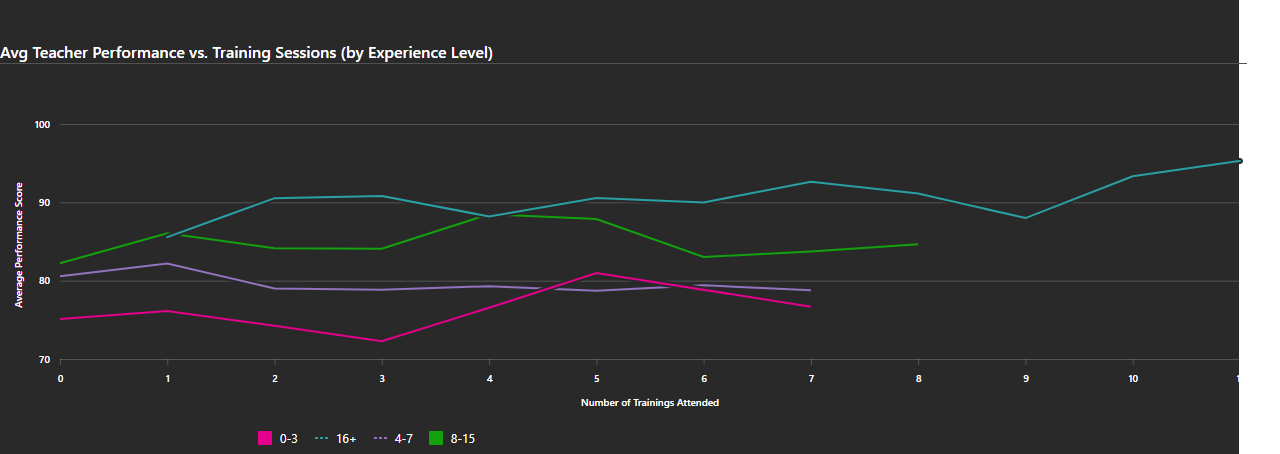 Avg Teacher Performance vs. Training Sessions (by Experience Level)
100
90
80
70
Average Performance Score
0 1 2 3 4 5 6 7 8 9 10 1
Number of Trainings Attended
0-3 16+ 4-7 8-15